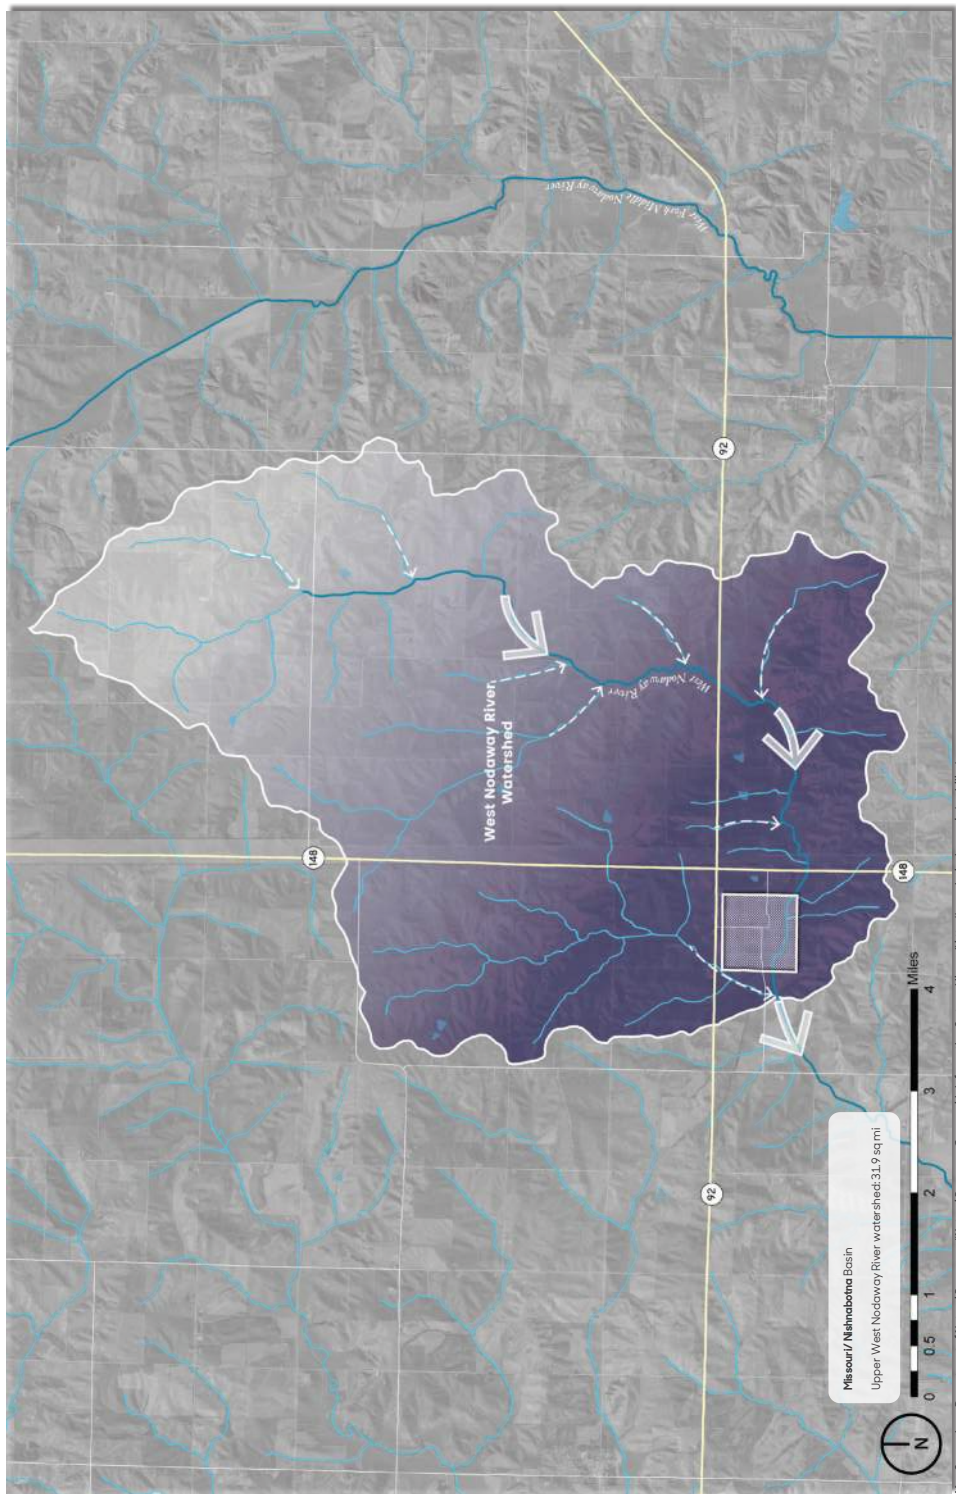 West Fork Middle Nodaway River
92
West Nodaway River
Watershed
West Nodaway River
148
148
92
Missouri/ Nishnabotna Basin
Upper West Nodaway River watershed: 31.9 sq mi
0 0.5 1 2 3 4
Miles
N